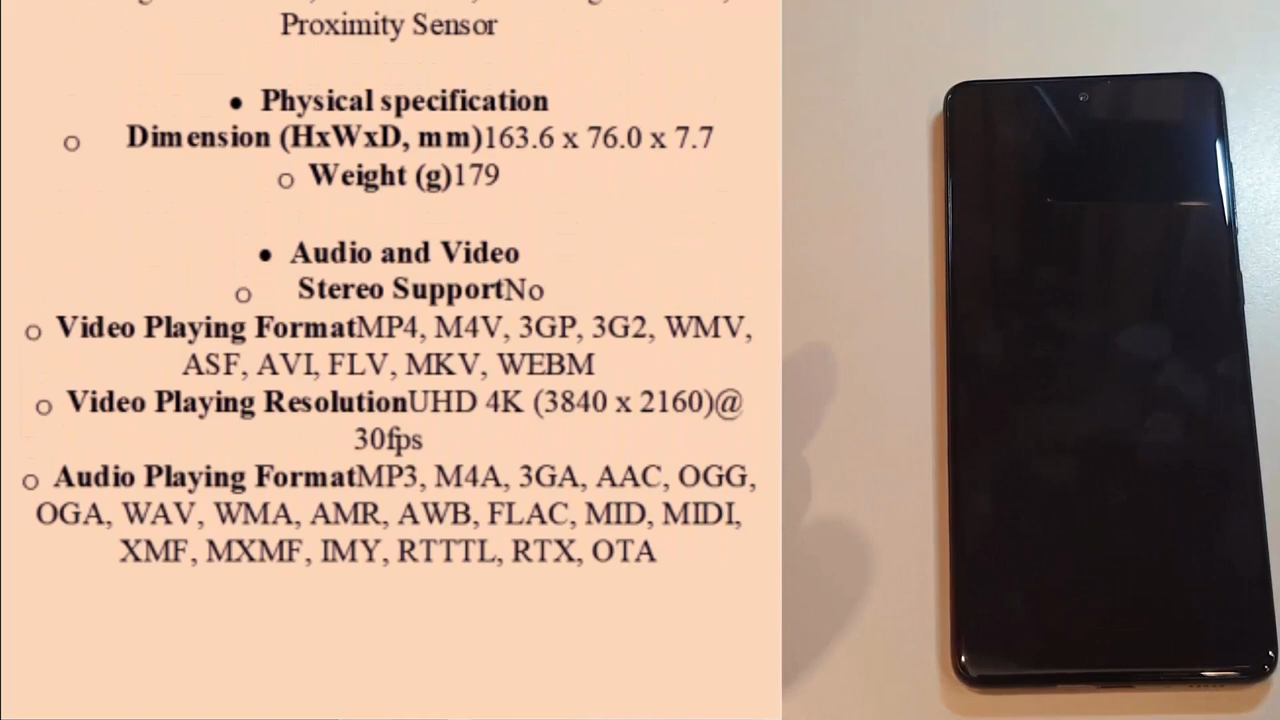 Proximity Sensor
• Physical specification
o Dimension (HxWxD, mm)163.6 x 76.0 x 7.7
o Weight (g)179
• Audio and Video
o Stereo SupportNo
o Video Playing FormatMP4, M4V, 3GP, 3G2, WMV,
ASF, AVI, FLV, MKV, WEBM
o Video Playing ResolutionUHD 4K (3840 x 2160)@
30fps
o Audio Playing FormatMP3, M4A, 3GA, AAC, OGG,
OGA, WAV, WMA, AMR, AWB, FLAC, MID, MIDI,
XMF, MXMF, IMY, RTTTL, RTX, OTA